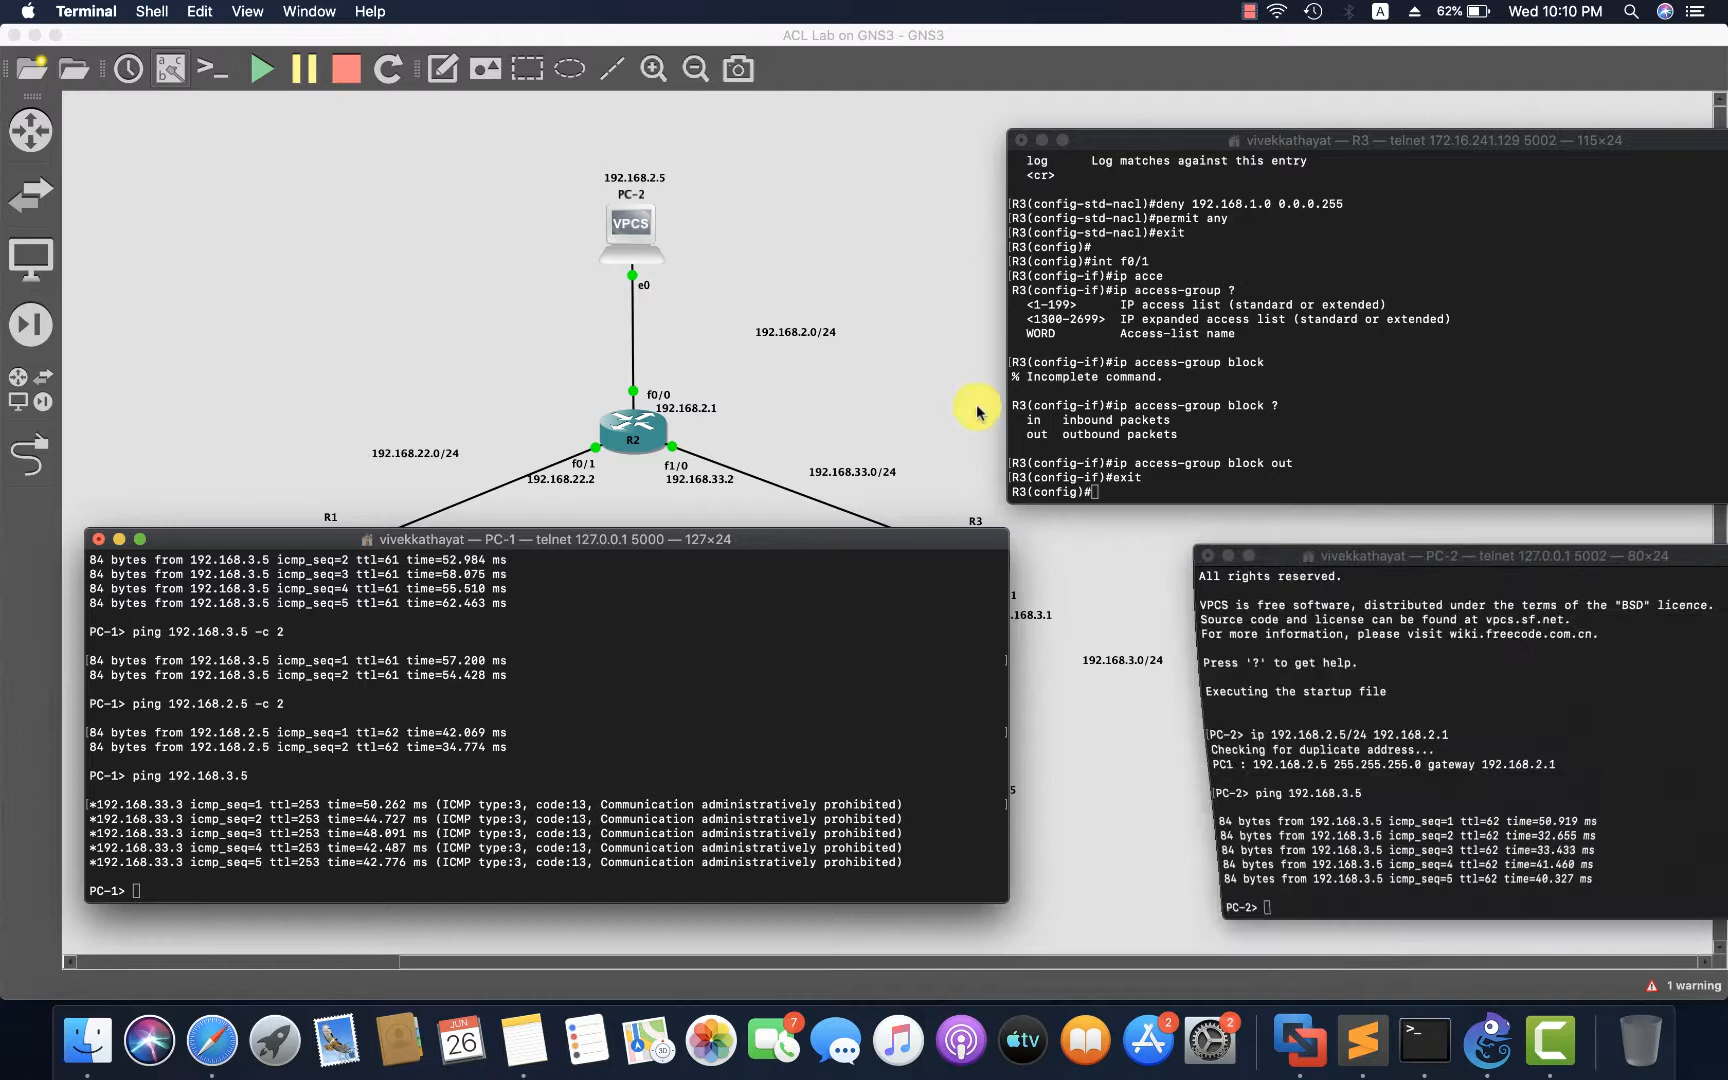 Terminal Shell Edit View Window Help
A 62% Wed 10:10 PM
ACL Lab on GNS3 - GNS3
192.168.2.5
PC-2
VPCS
e0
192.168.2.0/24
f0/0
192.168.2.1
R2
192.168.22.0/24
192.168.33.0/24
f0/1
f1/0
192.168.22.2
192.168.33.2
R1
R3
vivekkathayat — R3 — telnet 172.16.241.129 5002 — 115×24
log Log matches against this entry
<cr>
[R3(config-std-nacl)#deny 192.168.1.0 0.0.0.255
[R3(config-std-nacl)#permit any
[R3(config-std-nacl)#exit
[R3(config)#
[R3(config)#int f0/1
[R3(config-if)#ip acce
R3(config-if)#ip access-group ?
<1-199> IP access list (standard or extended)
<1300-2699> IP expanded access list (standard or extended)
WORD Access-list name
[R3(config-if)#ip access-group block
% Incomplete command.
R3(config-if)#ip access-group block ?
in inbound packets
out outbound packets
[R3(config-if)#ip access-group block out
[R3(config-if)#exit
R3(config)#
vivekkathayat — PC-1 — telnet 127.0.0.1 5000 — 127×24
84 bytes from 192.168.3.5 icmp_seq=2 ttl=61 time=52.984 ms
84 bytes from 192.168.3.5 icmp_seq=3 ttl=61 time=58.075 ms
84 bytes from 192.168.3.5 icmp_seq=4 ttl=61 time=55.510 ms
84 bytes from 192.168.3.5 icmp_seq=5 ttl=61 time=62.463 ms
PC-1> ping 192.168.3.5 -c 2
[84 bytes from 192.168.3.5 icmp_seq=1 ttl=61 time=57.200 ms ]
84 bytes from 192.168.3.5 icmp_seq=2 ttl=61 time=54.428 ms
PC-1> ping 192.168.2.5 -c 2
[84 bytes from 192.168.2.5 icmp_seq=1 ttl=62 time=42.069 ms ]
84 bytes from 192.168.2.5 icmp_seq=2 ttl=62 time=34.774 ms
PC-1> ping 192.168.3.5
[*192.168.33.3 icmp_seq=1 ttl=253 time=50.262 ms (ICMP type:3, code:13, Communication administratively prohibited) ]
*192.168.33.3 icmp_seq=2 ttl=253 time=44.727 ms (ICMP type:3, code:13, Communication administratively prohibited)
*192.168.33.3 icmp_seq=3 ttl=253 time=48.091 ms (ICMP type:3, code:13, Communication administratively prohibited)
*192.168.33.3 icmp_seq=4 ttl=253 time=42.487 ms (ICMP type:3, code:13, Communication administratively prohibited)
*192.168.33.3 icmp_seq=5 ttl=253 time=42.776 ms (ICMP type:3, code:13, Communication administratively prohibited)
PC-1>
1
.168.3.1
192.168.3.0/24
5
vivekkathayat — PC-2 — telnet 127.0.0.1 5002 — 80×24
All rights reserved.
VPCS is free software, distributed under the terms of the "BSD" licence.
Source code and license can be found at vpcs.sf.net.
For more information, please visit wiki.freecode.com.cn.
Press '?' to get help.
Executing the startup file
[PC-2> ip 192.168.2.5/24 192.168.2.1
Checking for duplicate address...
PC1 : 192.168.2.5 255.255.255.0 gateway 192.168.2.1
[PC-2> ping 192.168.3.5
84 bytes from 192.168.3.5 icmp_seq=1 ttl=62 time=50.919 ms
84 bytes from 192.168.3.5 icmp_seq=2 ttl=62 time=32.655 ms
84 bytes from 192.168.3.5 icmp_seq=3 ttl=62 time=33.433 ms
84 bytes from 192.168.3.5 icmp_seq=4 ttl=62 time=41.460 ms
84 bytes from 192.168.3.5 icmp_seq=5 ttl=62 time=40.327 ms
PC-2>
1 warning
JUN
26
3D
7
tv
2
2
>_